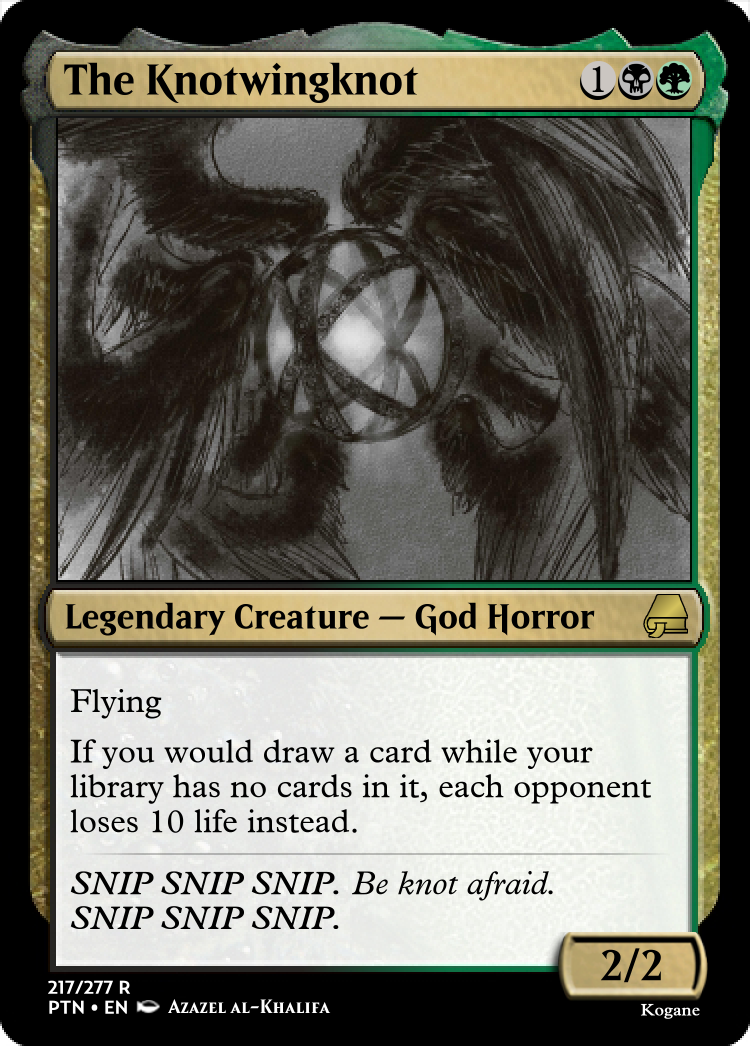 The Knotwingknot 1
Legendary Creature — God Horror
Flying
If you would draw a card while your
library has no cards in it, each opponent
loses 10 life instead.
SNIP SNIP SNIP. Be knot afraid.
SNIP SNIP SNIP.
2/2
217/277 R
PTN • EN Azazel al-Khalifa
Kogane